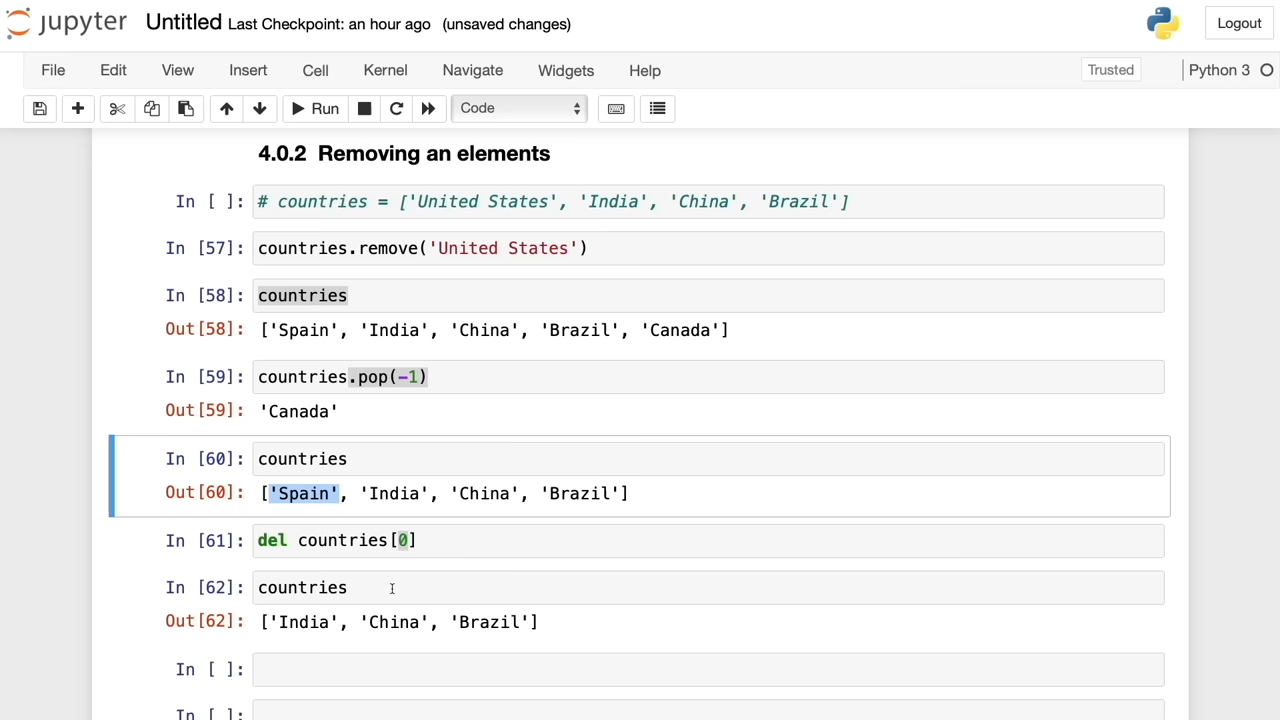 jupyter Untitled Last Checkpoint: an hour ago (unsaved changes) Logout
File Edit View Insert Cell Kernel Navigate Widgets Help Trusted Python 3
Run Code
4.0.2 Removing an elements
In [ ]: # countries = ['United States', 'India', 'China', 'Brazil']
In [57]: countries.remove('United States')
In [58]: countries
Out[58]: ['Spain', 'India', 'China', 'Brazil', 'Canada']
In [59]: countries.pop(-1)
Out[59]: 'Canada'
In [60]: countries
Out[60]: ['Spain', 'India', 'China', 'Brazil']
In [61]: del countries[0]
In [62]: countries
Out[62]: ['India', 'China', 'Brazil']
In [ ]:
In [ ]: